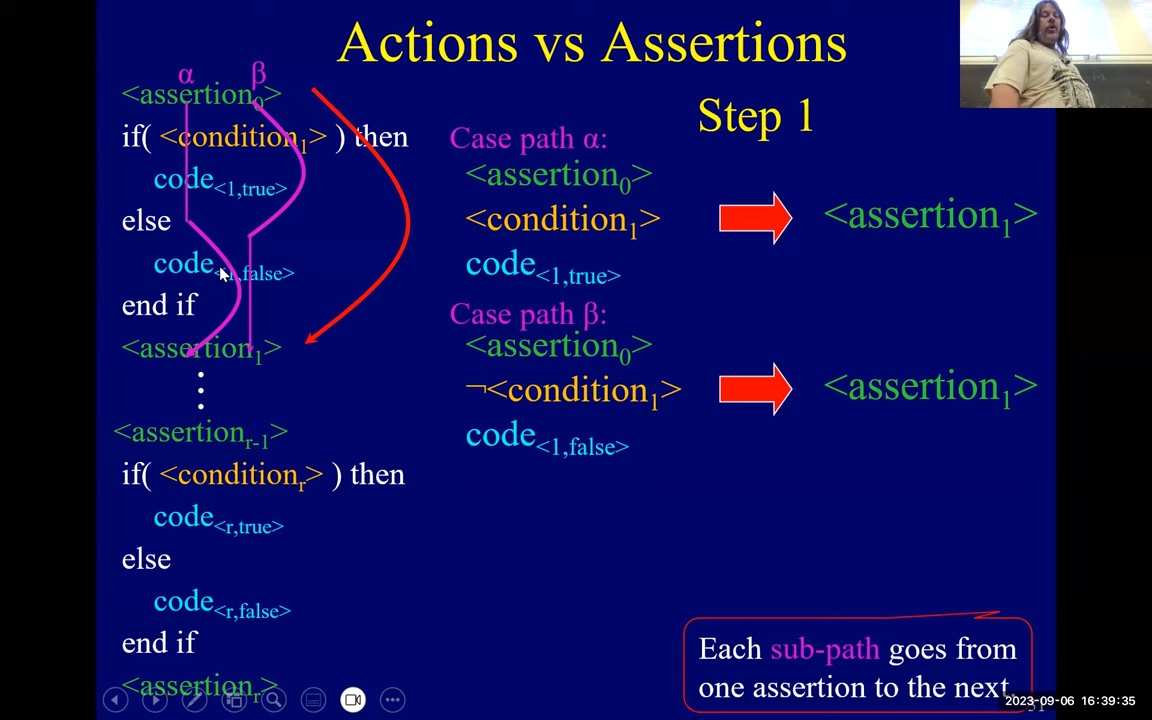 Actions vs Assertions
Step 1
α β
<assertion₀>
if( <condition₁> ) then
code<1,true>
else
code<1,false>
end if
<assertion₁>
⋮
<assertionᵣ₋₁>
if( <conditionᵣ> ) then
code<r,true>
else
code<r,false>
end if
<assertionᵣ>
Case path α:
<assertion₀>
<condition₁>
code<1,true>
<assertion₁>
Case path β:
<assertion₀>
¬<condition₁>
code<1,false>
<assertion₁>
Each sub-path goes from
one assertion to the next.
2023-09-06 16:39:35